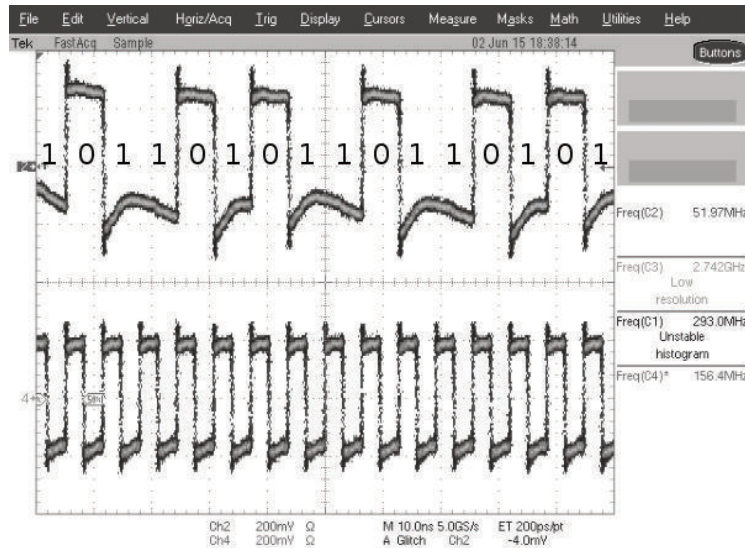 File Edit Vertical Horiz/Acq Trig Display Cursors Measure Masks Math Utilities Help
Tek FastAcq Sample 02 Jun 15 18:38:14
Buttons
1 0 1 1 0 1 0 1 1 0 1 1 0 1 0 1
Freq(C2) 51.97MHz
Freq(C3) 2.742GHz
Low
resolution
Freq(C1) 293.0MHz
Unstable
histogram
Freq(C4)* 156.4MHz
Ch2 200mV Ω M 10.0ns 5.0GS/s ET 200ps/pt
Ch4 200mV Ω A Glitch Ch2 -4.0mV